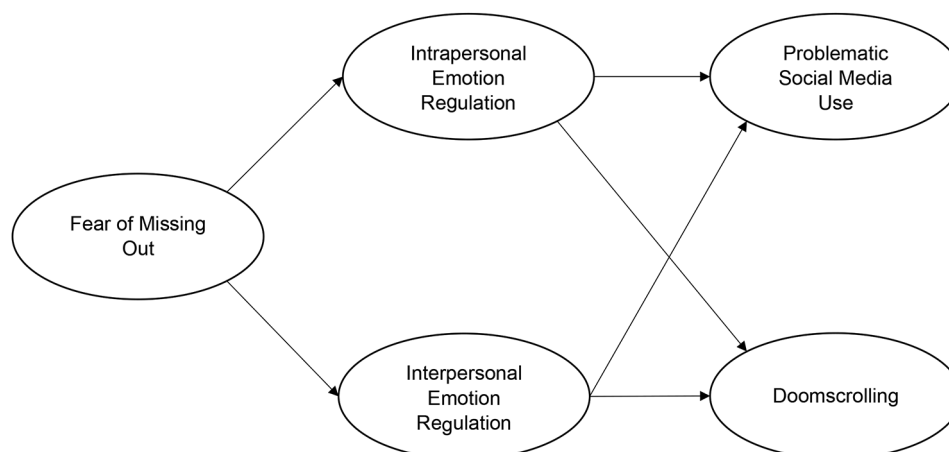 Intrapersonal
Emotion
Regulation
Problematic
Social Media
Use
Fear of Missing
Out
Interpersonal
Emotion
Regulation
Doomscrolling